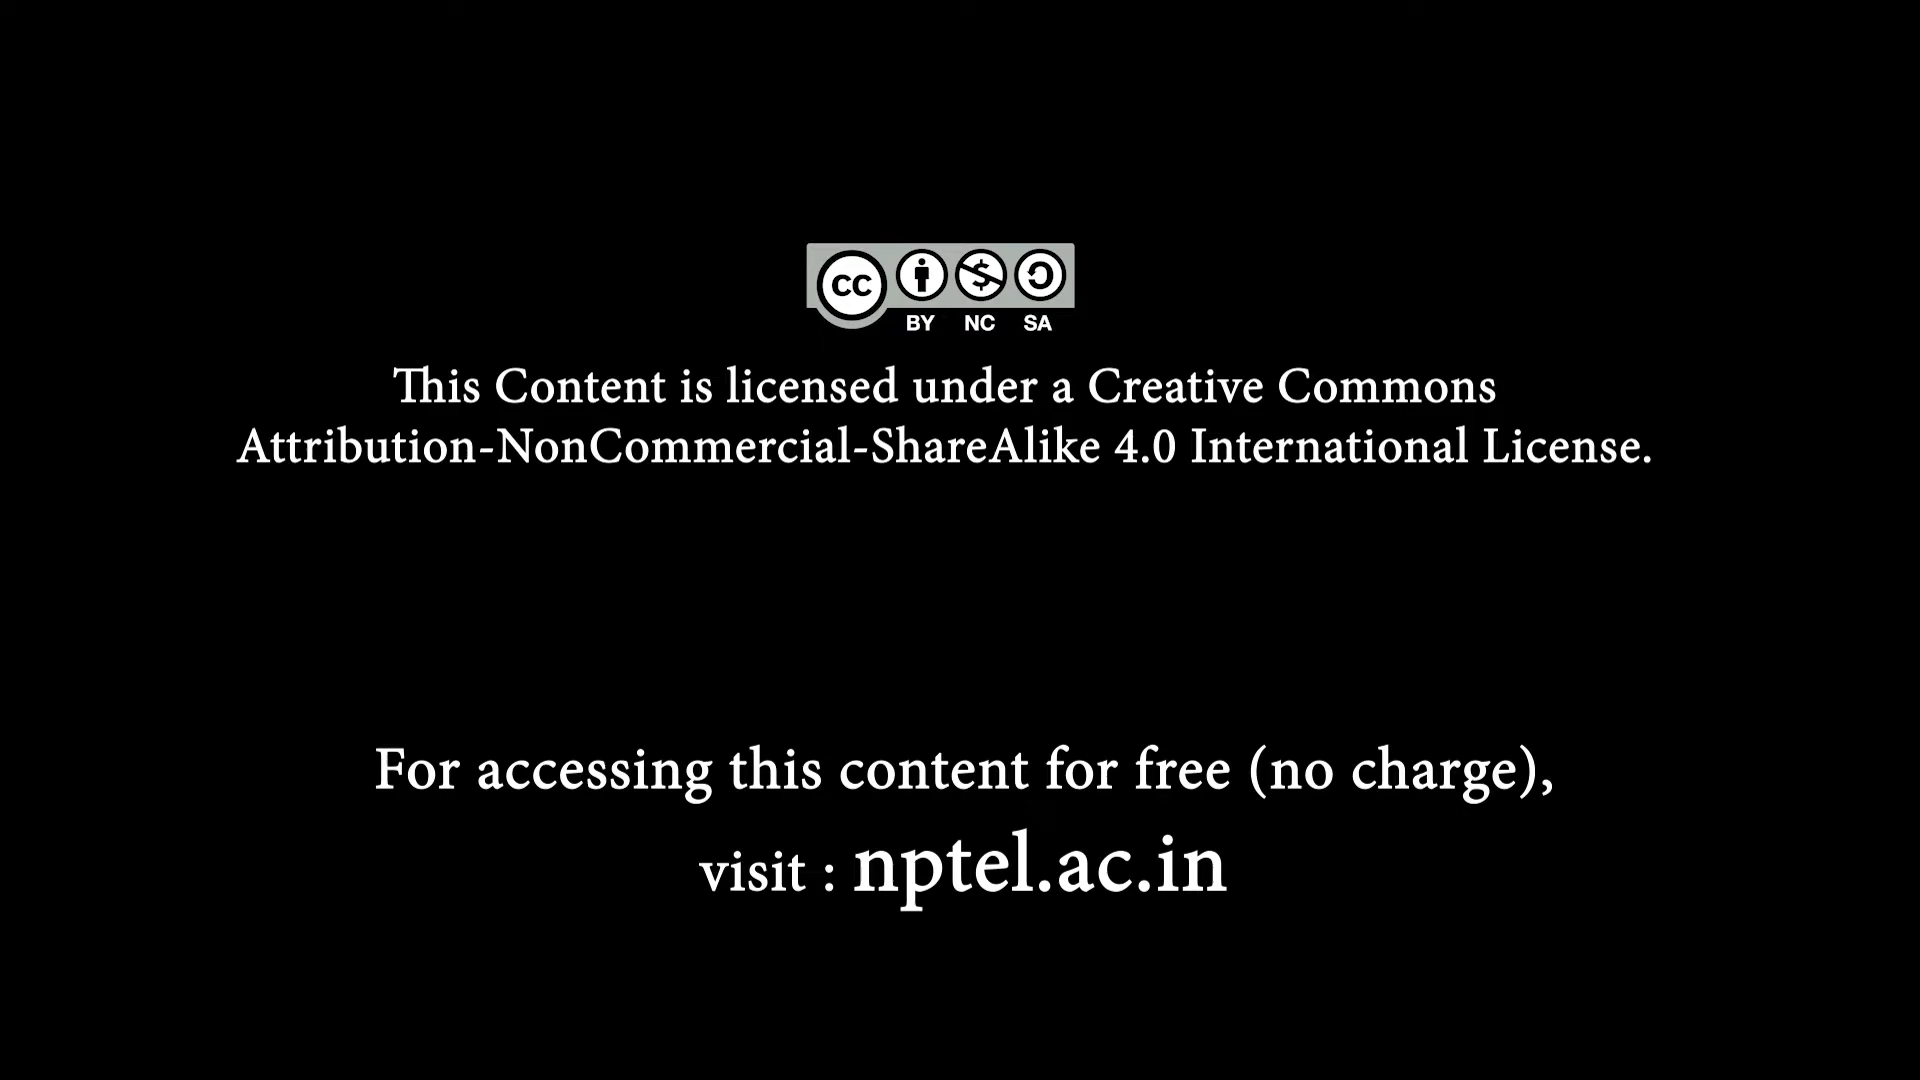 cc
BY NC SA
This Content is licensed under a Creative Commons
Attribution-NonCommercial-ShareAlike 4.0 International License.
For accessing this content for free (no charge),
visit : nptel.ac.in